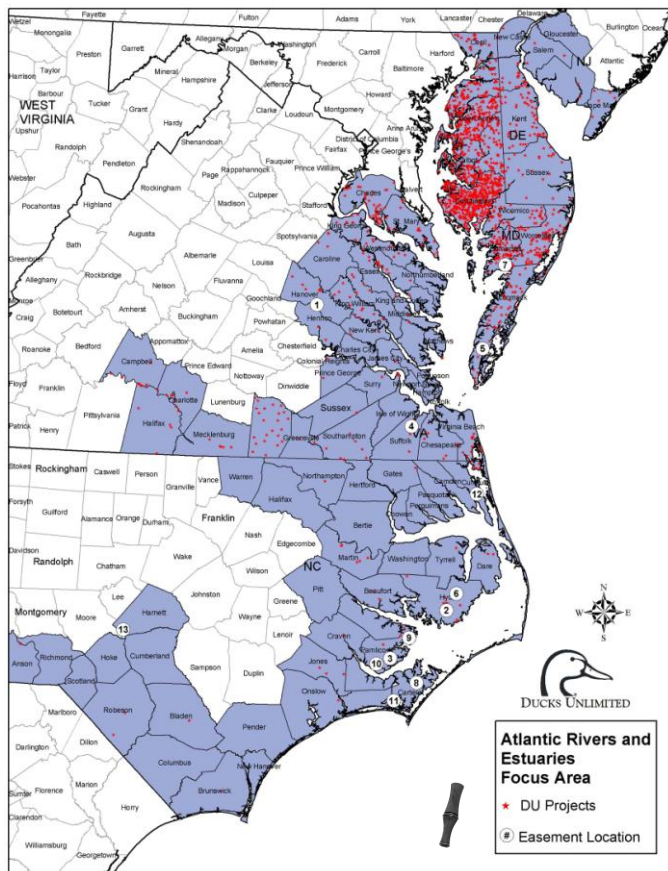 Fayette
Fulton
Adams
York
Lancaster
Chester
Delaware
Burlington
Ocean
Wetzel
Menongalia
Allegany
Morgan
Washington
Franklin
Gloucester
New Castle
Cecil
Salem
NJ
Atlantic
Marion
Preston
Garrett
Mineral
Berkeley
Jefferson
Frederick
Carroll
Baltimore
Harford
Harrison
Taylor
Hampshire
Howard
Cape May
Barbour
Tucker
Grant
Hardy
Clarke
Loudoun
Montgomery
Kent
DE
WEST
VIRGINIA
Upshur
Randolph
Pendleton
Shenandoah
Fauquier
District of Columbia
Fairfax
Prince George's
Anne Arundel
Sussex
Webster
Pocahontas
Highland
Rockingham
Page
Rappahannock
Madison
Culpeper
Prince William
Stafford
Charles
Calvert
St. Mary's
Wicomico
Worcester
MD
7
Augusta
Spotsylvania
King George
Caroline
Westmoreland
Essex
Northumberland
Bath
Albemarle
Louisa
Greenbrier
Alleghany
Rockbridge
Nelson
Fluvanna
Goochland
Hanover
1
Henrico
King William
King and Queen
Middlesex
Mathews
Monroe
Craig
Botetourt
Amherst
Buckingham
Powhatan
Chesterfield
New Kent
Charles City
James City
5
Roanoke
Bedford
Appomattox
Campbell
Prince Edward
Amelia
Nottoway
Colonial Heights
Prince George
Surry
Floyd
Franklin
Pittsylvania
Charlotte
Lunenburg
Dinwiddie
Sussex
Isle of Wight
4
VA
Virginia Beach
Patrick
Henry
Halifax
Mecklenburg
Greensville
Southampton
Suffolk
Chesapeake
Stokes
Rockingham
Caswell
Person
Granville
Vance
Warren
Northampton
Gates
Camden
Currituck
12
Forsyth
Guilford
Alamance
Orange
Durham
Franklin
Halifax
Hertford
Pasquotank
Perquimans
Chowan
Davidson
Randolph
Chatham
Wake
Nash
Edgecombe
Bertie
Wilson
NC
Martin
Washington
Tyrrell
Dare
Montgomery
Moore
Lee
Harnett
Johnston
Wayne
Greene
Pitt
Beaufort
Hyde
6
2
13
Lenoir
Craven
Pamlico
9
10
3
Anson
Richmond
Hoke
Cumberland
Sampson
Duplin
Jones
8
Scotland
Onslow
Carteret
11
Marlboro
Robeson
Bladen
Pender
Darlington
Dillon
Columbus
New Hanover
Florence
Marion
Brunswick
Sumter
Clarendon
Horry
Williamsburg
Georgetown
N
W
E
S
DUCKS UNLIMITED
Atlantic Rivers and
Estuaries
Focus Area
DU Projects
# Easement Location